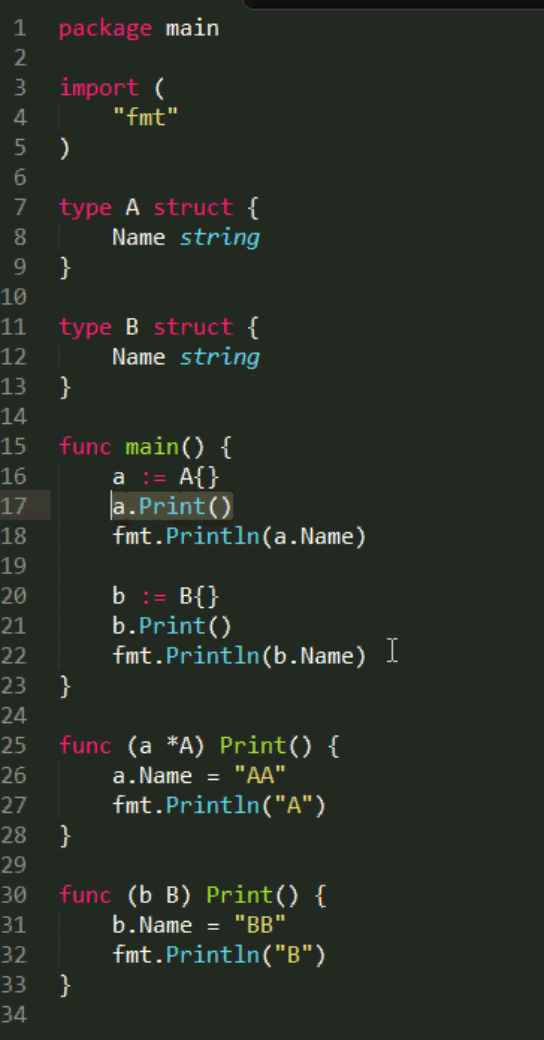 1 package main
2
3 import (
4     "fmt"
5 )
6
7 type A struct {
8     Name string
9 }
10
11 type B struct {
12     Name string
13 }
14
15 func main() {
16     a := A{}
17     a.Print()
18     fmt.Println(a.Name)
19
20     b := B{}
21     b.Print()
22     fmt.Println(b.Name)
23 }
24
25 func (a *A) Print() {
26     a.Name = "AA"
27     fmt.Println("A")
28 }
29
30 func (b B) Print() {
31     b.Name = "BB"
32     fmt.Println("B")
33 }
34